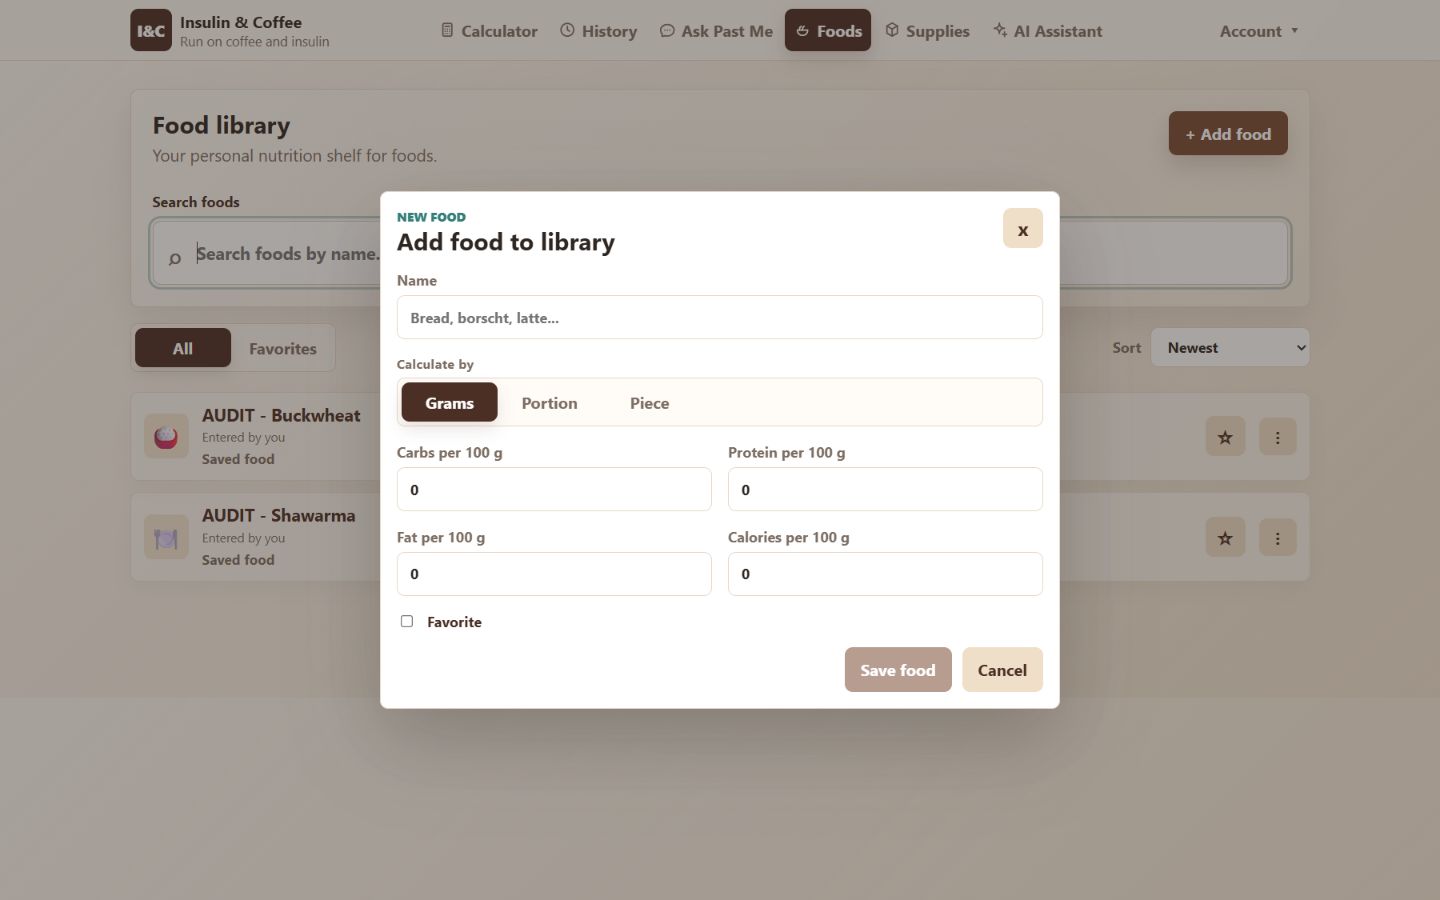 I&C
Insulin & Coffee
Run on coffee and insulin
Calculator
History
Ask Past Me
Foods
Supplies
AI Assistant
Account
Food library
Your personal nutrition shelf for foods.
+ Add food
Search foods
Search foods by name.
All
Favorites
Sort
Newest
AUDIT - Buckwheat
Entered by you
Saved food
AUDIT - Shawarma
Entered by you
Saved food
NEW FOOD
Add food to library
x
Name
Bread, borscht, latte...
Calculate by
Grams
Portion
Piece
Carbs per 100 g
Protein per 100 g
0
0
Fat per 100 g
Calories per 100 g
0
0
Favorite
Save food
Cancel